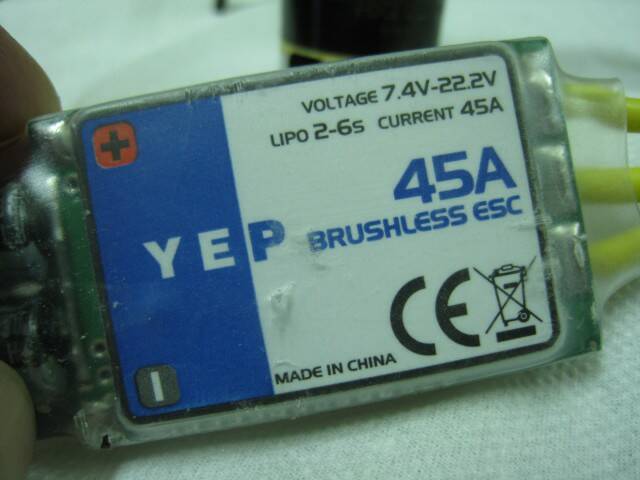 VOLTAGE 7.4V-22.2V
LIPO 2-6S CURRENT 45A
45A
YEP BRUSHLESS ESC
CE
MADE IN CHINA